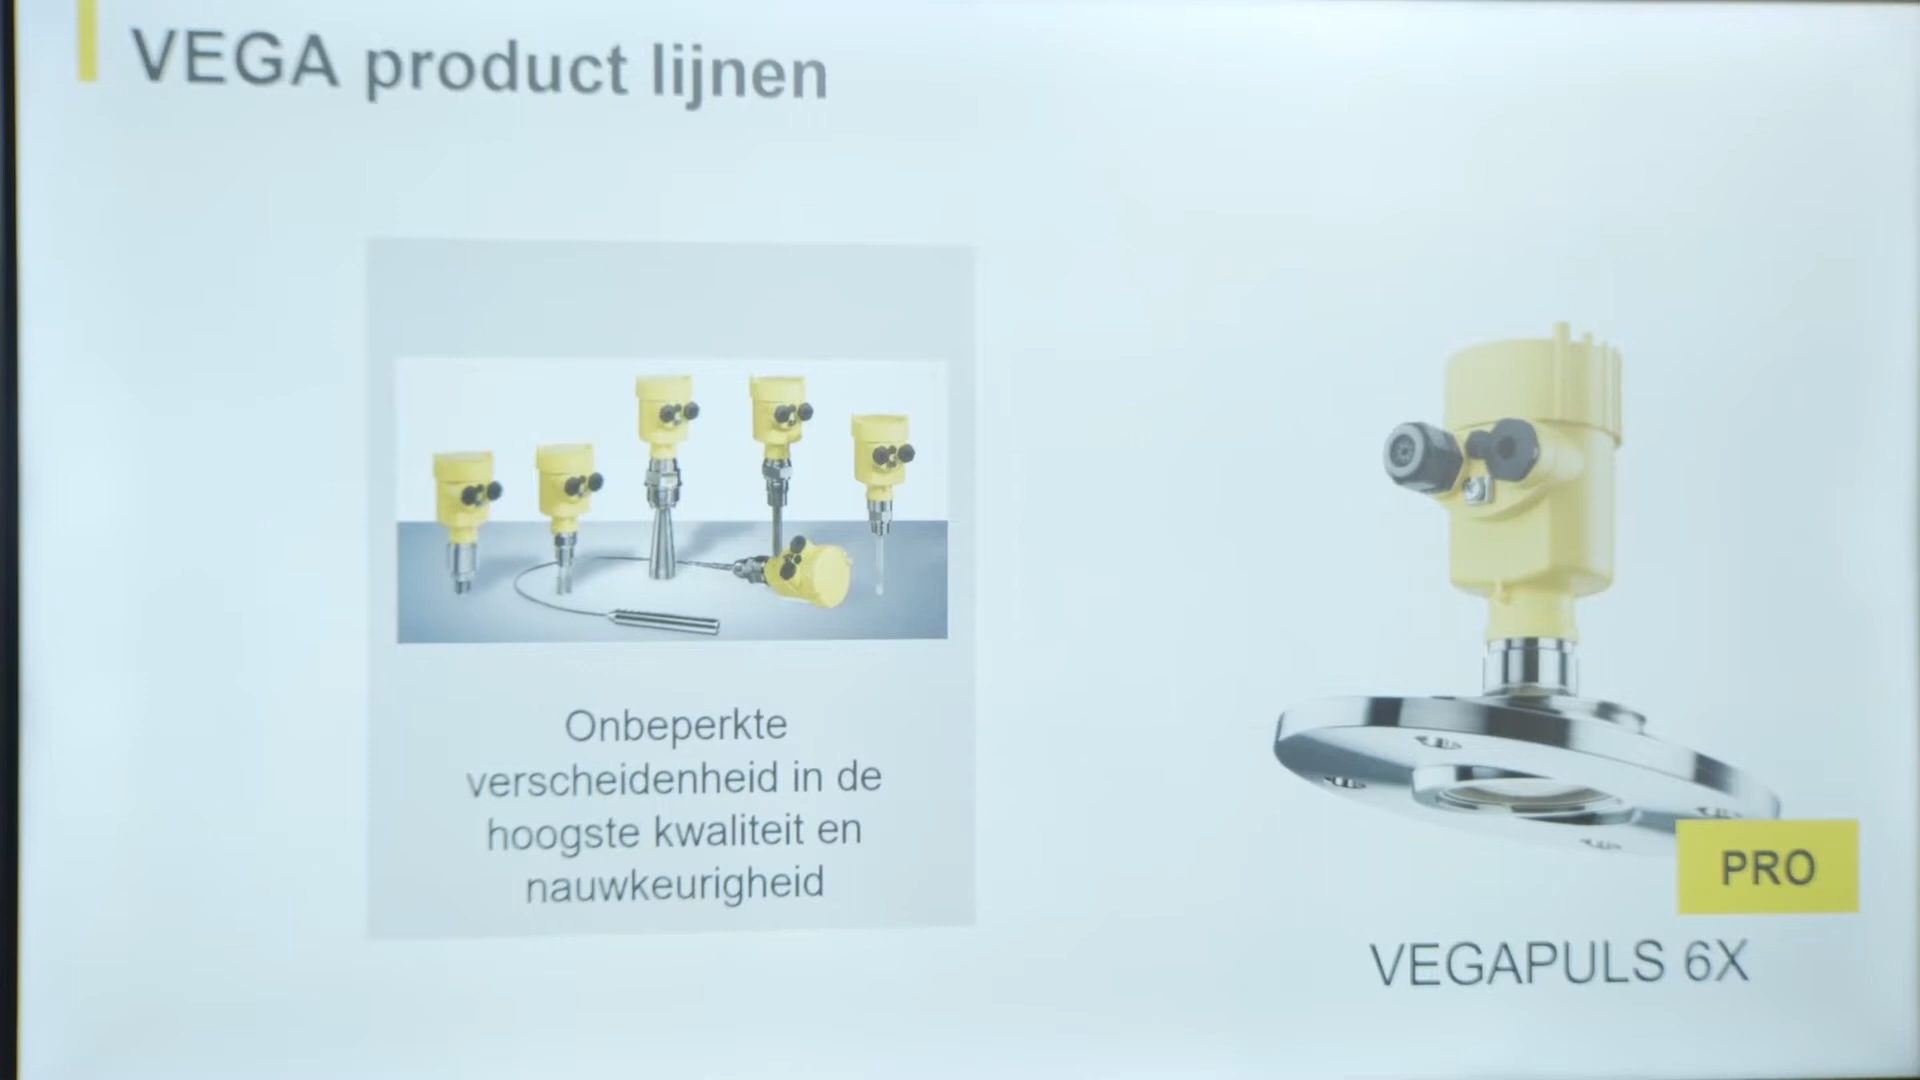 VEGA product lijnen
Onbeperkte
verscheidenheid in de
hoogste kwaliteit en
nauwkeurigheid
PRO
VEGAPULS 6X